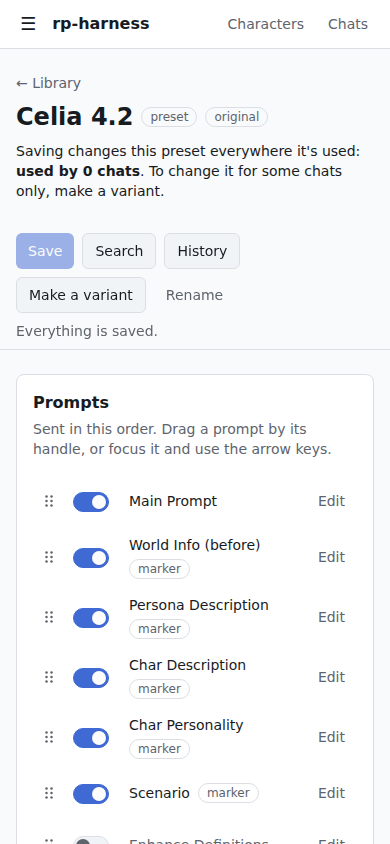 ☰ rp-harness Characters Chats
← Library
Celia 4.2 preset original
Saving changes this preset everywhere it's used:
used by 0 chats. To change it for some chats
only, make a variant.
Save Search History
Make a variant Rename
Everything is saved.
Prompts
Sent in this order. Drag a prompt by its
handle, or focus it and use the arrow keys.
Main Prompt Edit
World Info (before)
marker Edit
Persona Description
marker Edit
Char Description
marker Edit
Char Personality
marker Edit
Scenario marker Edit
Enhance Definitions Edit